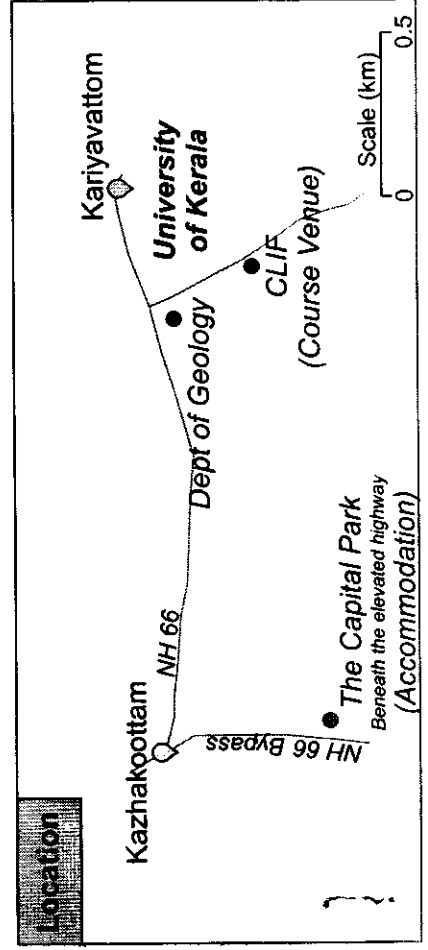 Location
Kariyavattom
Kazhakoottam
NH 66
University
of Kerala
Dept of Geology
CLIF
(Course Venue)
NH 66 Bypass
The Capital Park
Beneath the elevated highway
(Accommodation)
Scale (km)
0
0.5